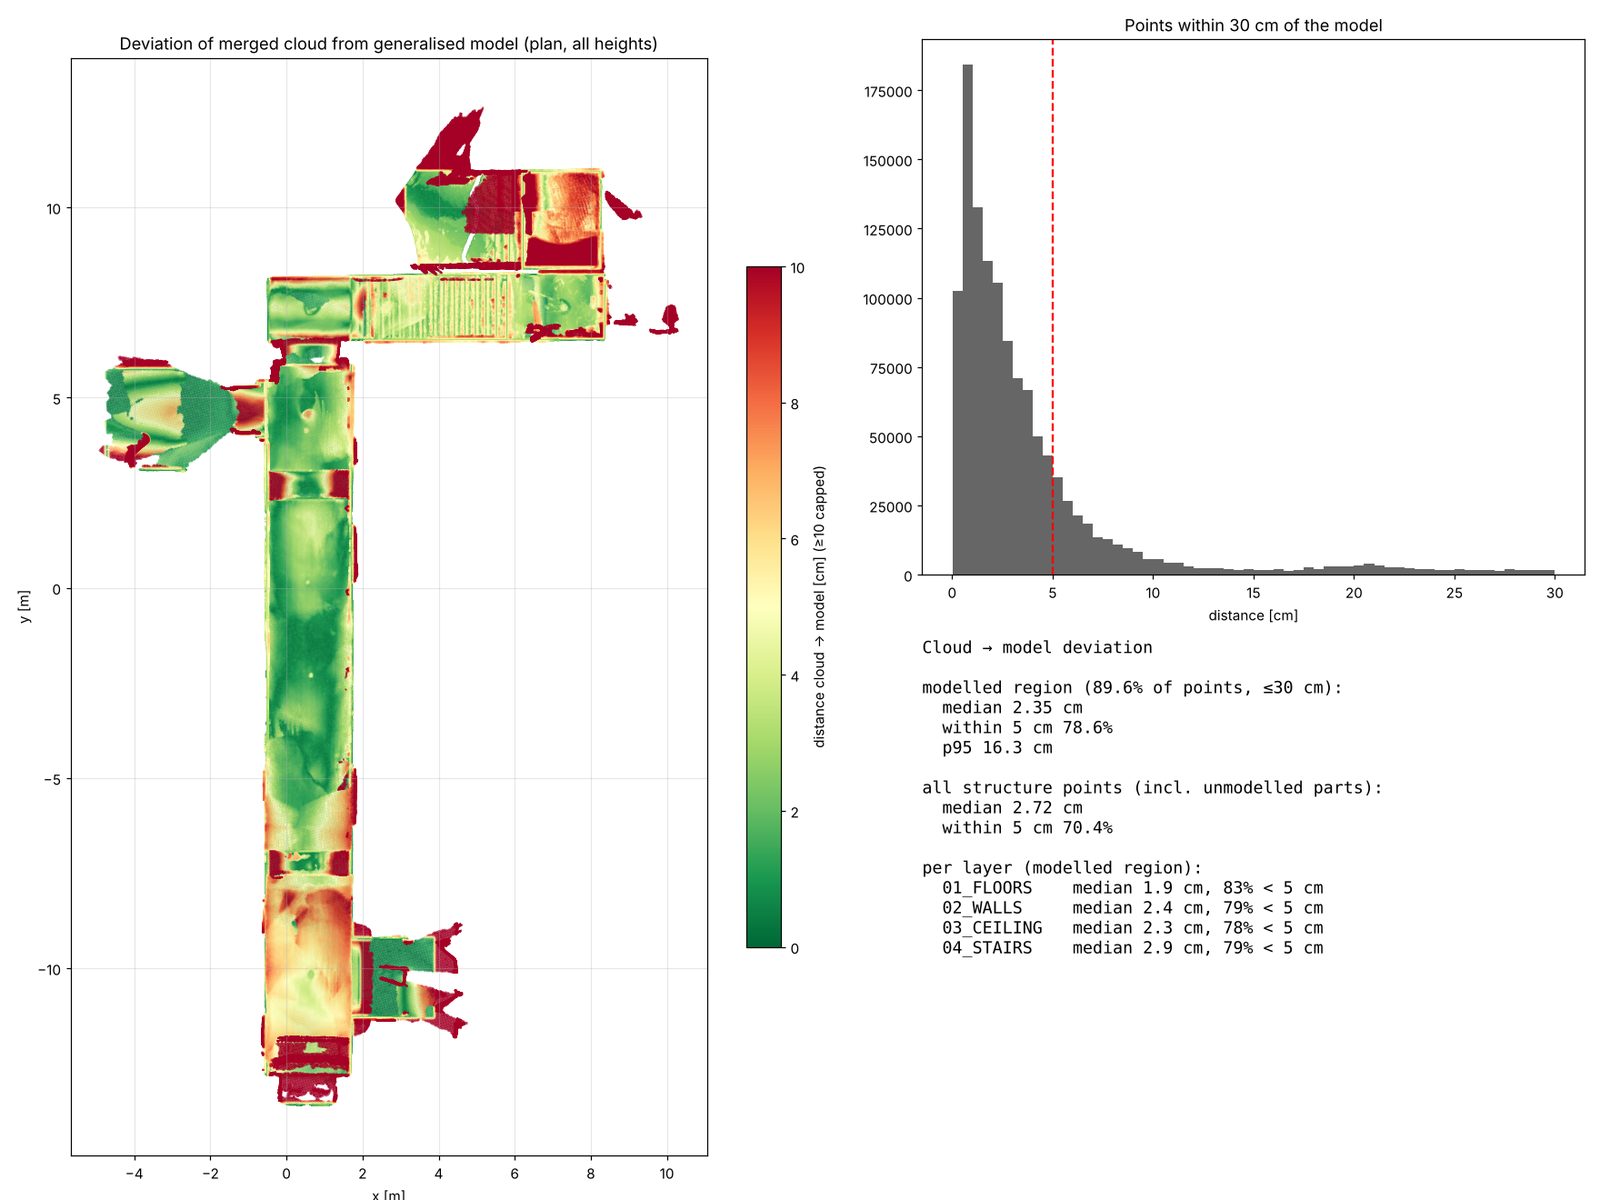 Deviation of merged cloud from generalised model (plan, all heights)
10
5
0
−5
−10
y [m]
−4
−2
0
2
4
6
8
10
x [m]
10
8
6
4
2
0
distance cloud → model [cm] (≥10 capped)
Points within 30 cm of the model
175000
150000
125000
100000
75000
50000
25000
0
0
5
10
15
20
25
30
distance [cm]
Cloud → model deviation
modelled region (89.6% of points, ≤30 cm):
median 2.35 cm
within 5 cm 78.6%
p95 16.3 cm
all structure points (incl. unmodelled parts):
median 2.72 cm
within 5 cm 70.4%
per layer (modelled region):
01_FLOORS median 1.9 cm, 83% < 5 cm
02_WALLS median 2.4 cm, 79% < 5 cm
03_CEILING median 2.3 cm, 78% < 5 cm
04_STAIRS median 2.9 cm, 79% < 5 cm